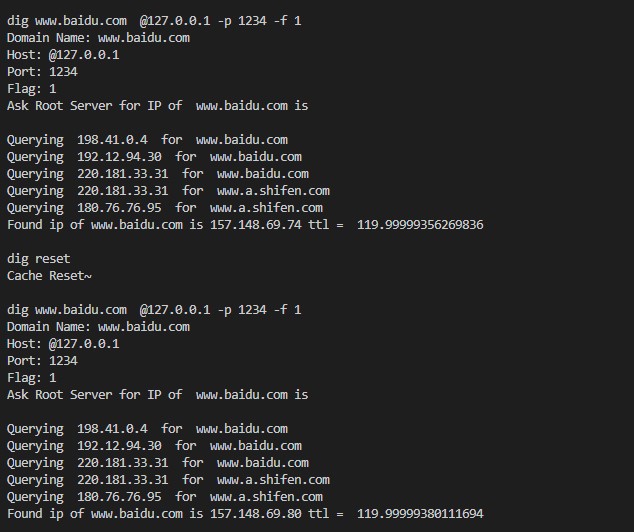 dig www.baidu.com  @127.0.0.1 -p 1234 -f 1
Domain Name: www.baidu.com
Host: @127.0.0.1
Port: 1234
Flag: 1
Ask Root Server for IP of  www.baidu.com is
Querying  198.41.0.4  for  www.baidu.com
Querying  192.12.94.30  for  www.baidu.com
Querying  220.181.33.31  for  www.baidu.com
Querying  220.181.33.31  for  www.a.shifen.com
Querying  180.76.76.95  for  www.a.shifen.com
Found ip of www.baidu.com is 157.148.69.74 ttl =  119.99999356269836
dig reset
Cache Reset~
dig www.baidu.com  @127.0.0.1 -p 1234 -f 1
Domain Name: www.baidu.com
Host: @127.0.0.1
Port: 1234
Flag: 1
Ask Root Server for IP of  www.baidu.com is
Querying  198.41.0.4  for  www.baidu.com
Querying  192.12.94.30  for  www.baidu.com
Querying  220.181.33.31  for  www.baidu.com
Querying  220.181.33.31  for  www.a.shifen.com
Querying  180.76.76.95  for  www.a.shifen.com
Found ip of www.baidu.com is 157.148.69.80 ttl =  119.99999380111694